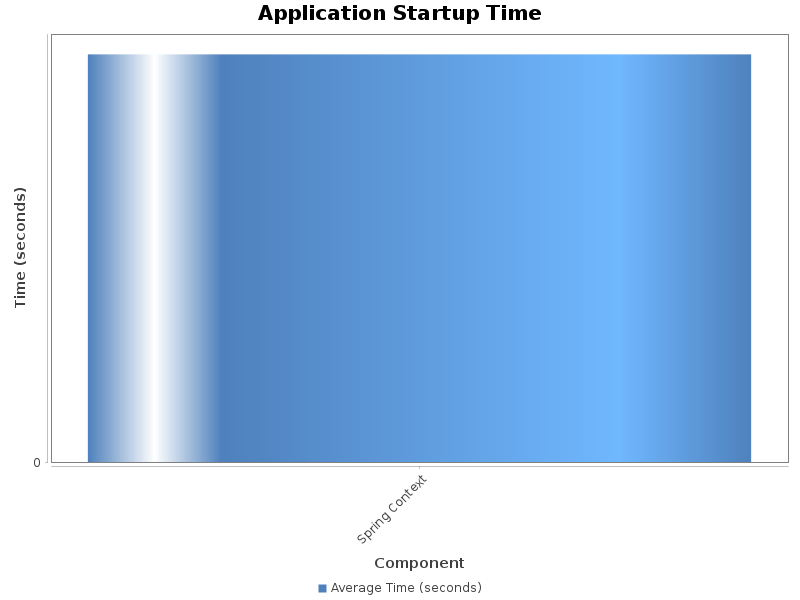 Application Startup Time
Time (seconds)
0
Spring Context
Component
Average Time (seconds)